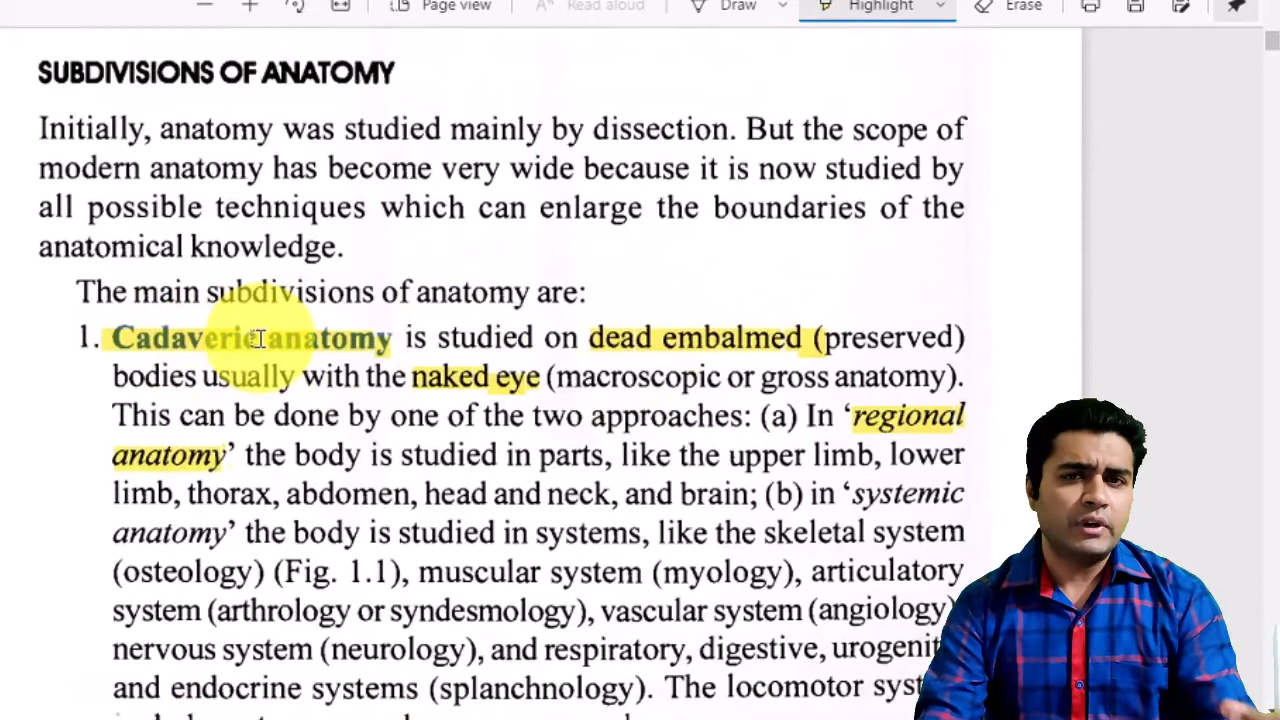 Page view
Read aloud
Draw
Highlight
Erase
SUBDIVISIONS OF ANATOMY
Initially, anatomy was studied mainly by dissection. But the scope of
modern anatomy has become very wide because it is now studied by
all possible techniques which can enlarge the boundaries of the
anatomical knowledge.
The main subdivisions of anatomy are:
1. Cadaveric anatomy is studied on dead embalmed (preserved)
bodies usually with the naked eye (macroscopic or gross anatomy).
This can be done by one of the two approaches: (a) In ‘regional
anatomy’ the body is studied in parts, like the upper limb, lower
limb, thorax, abdomen, head and neck, and brain; (b) in ‘systemic
anatomy’ the body is studied in systems, like the skeletal system
(osteology) (Fig. 1.1), muscular system (myology), articulatory
system (arthrology or syndesmology), vascular system (angiology)
nervous system (neurology), and respiratory, digestive,
and endocrine systems (splanchnology). The locomotor